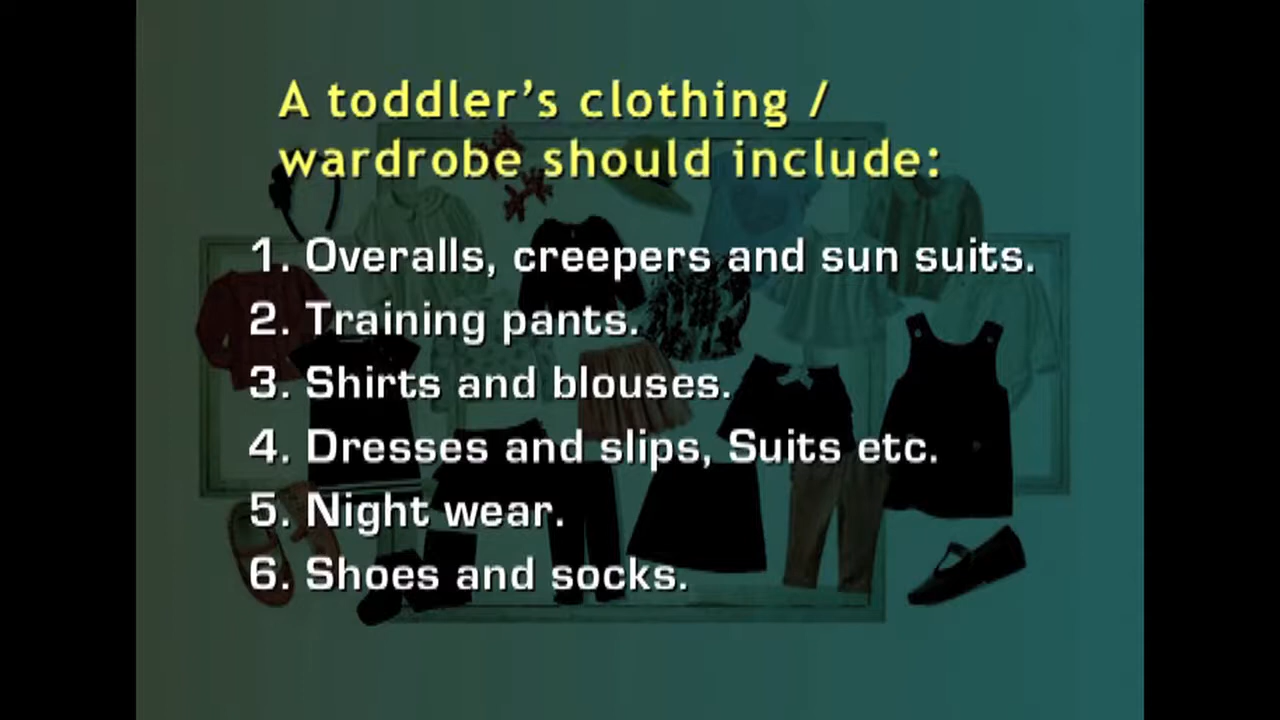 A toddler's clothing /
wardrobe should include:
1. Overalls, creepers and sun suits.
2. Training pants.
3. Shirts and blouses.
4. Dresses and slips, Suits etc.
5. Night wear.
6. Shoes and socks.